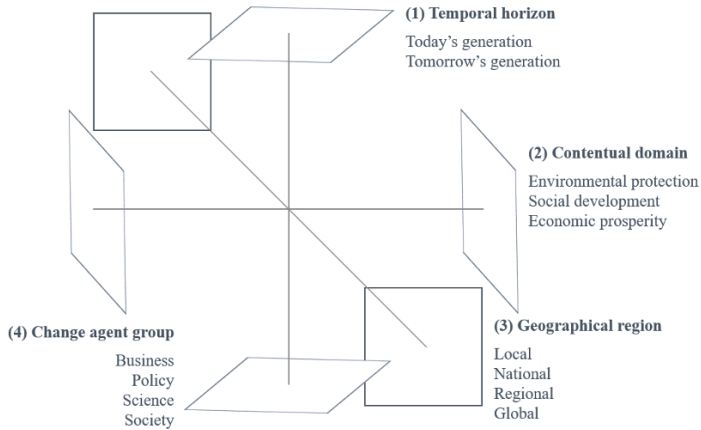 (1) Temporal horizon
Today's generation
Tomorrow's generation
(2) Contentual domain
Environmental protection
Social development
Economic prosperity
(3) Geographical region
Local
National
Regional
Global
(4) Change agent group
Business
Policy
Science
Society